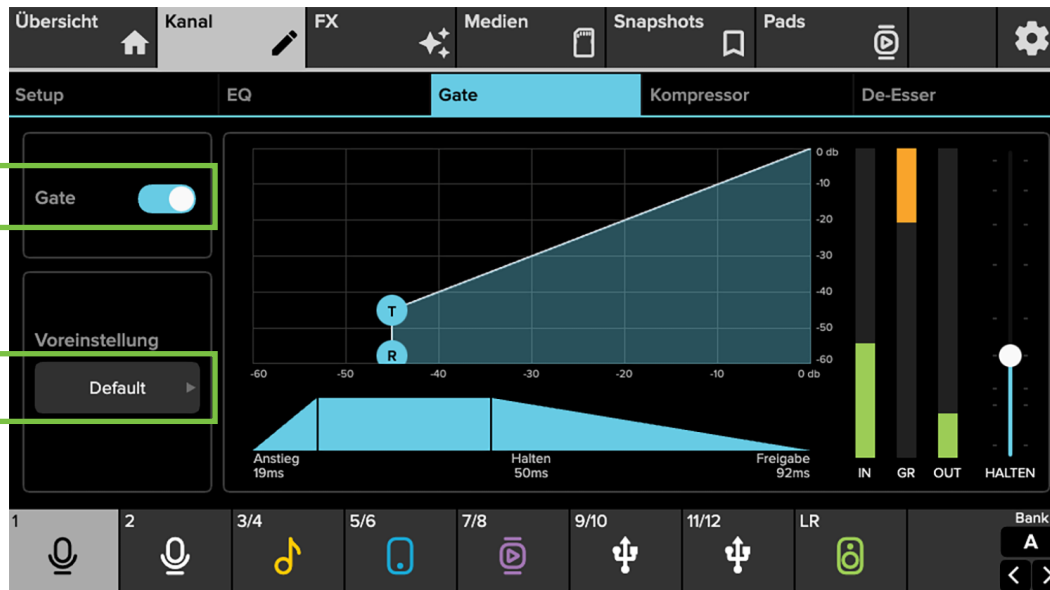 Übersicht
Kanal
FX
Medien
Snapshots
Pads
Setup
EQ
Gate
Kompressor
De-Esser
Gate
Voreinstellung
Default
T
R
0 db
-10
-20
-30
-40
-50
-60
-60 -50 -40 -30 -20 -10 0 db
Anstieg
19ms
Halten
50ms
Freigabe
92ms
IN GR OUT HALTEN
1
2
3/4
5/6
7/8
9/10
11/12
LR
Bank
A